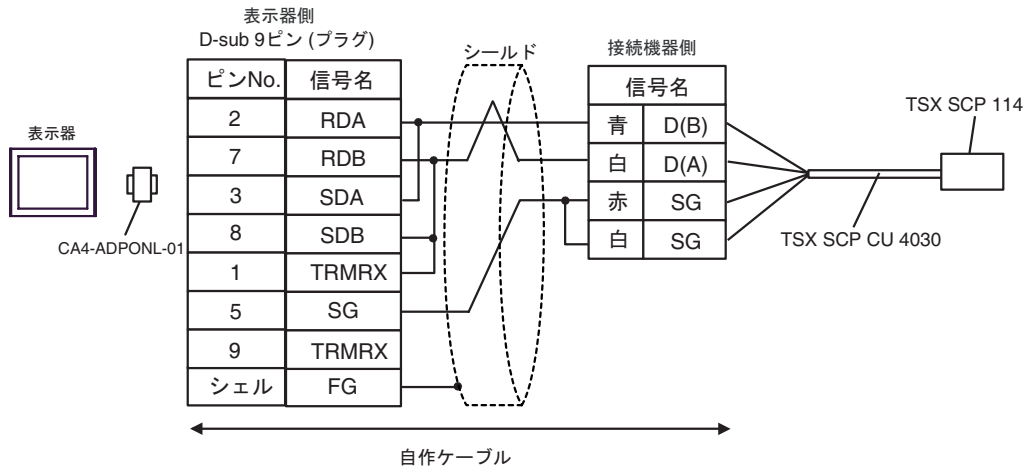 表示器側
D-sub 9ピン (プラグ)
シールド
接続機器側
ピンNo. 信号名
2 RDA
7 RDB
3 SDA
8 SDB
1 TRMRX
5 SG
9 TRMRX
シェル FG
信号名
青 D(B)
白 D(A)
赤 SG
白 SG
表示器
CA4-ADPONL-01
TSX SCP 114
TSX SCP CU 4030
自作ケーブル